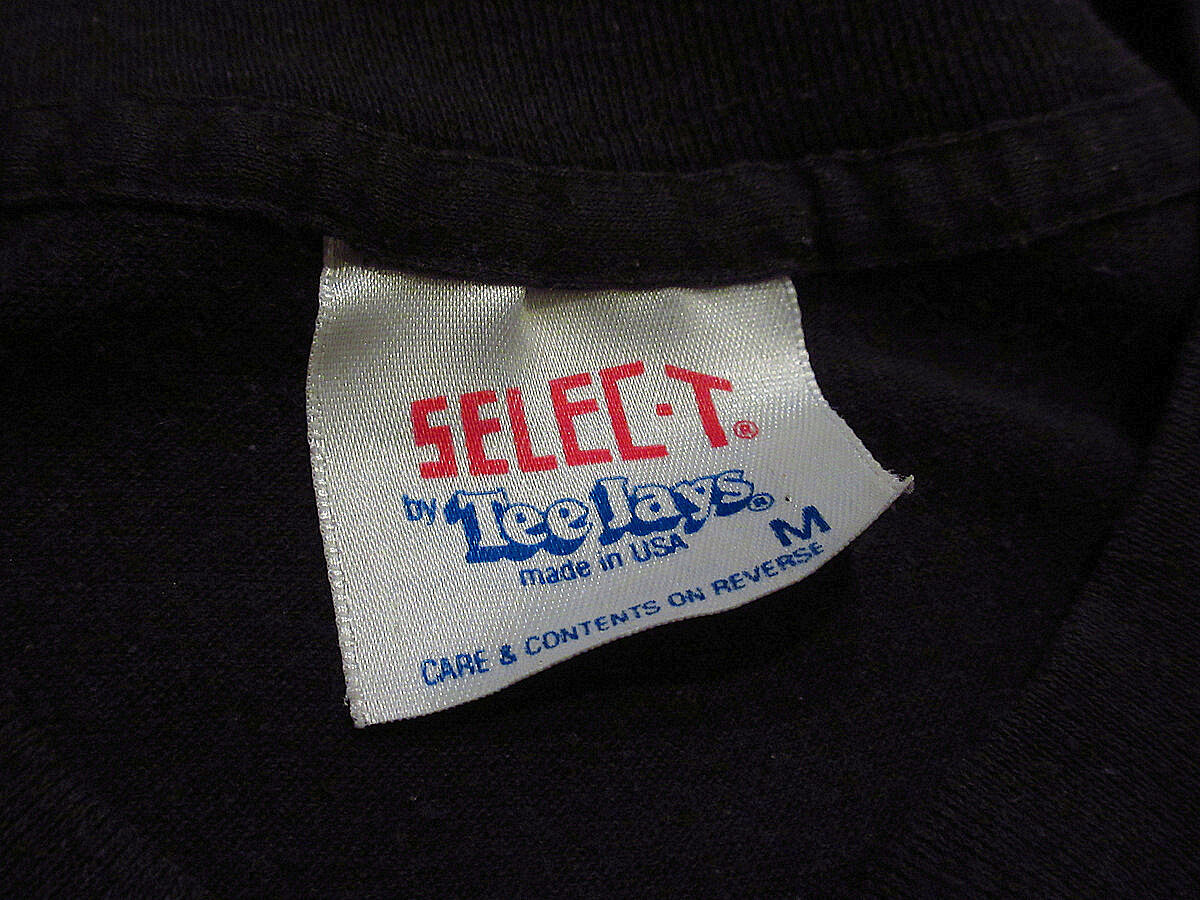 SELEC-T®
by Tee Jays®
made in USA M
CARE & CONTENTS ON REVERSE